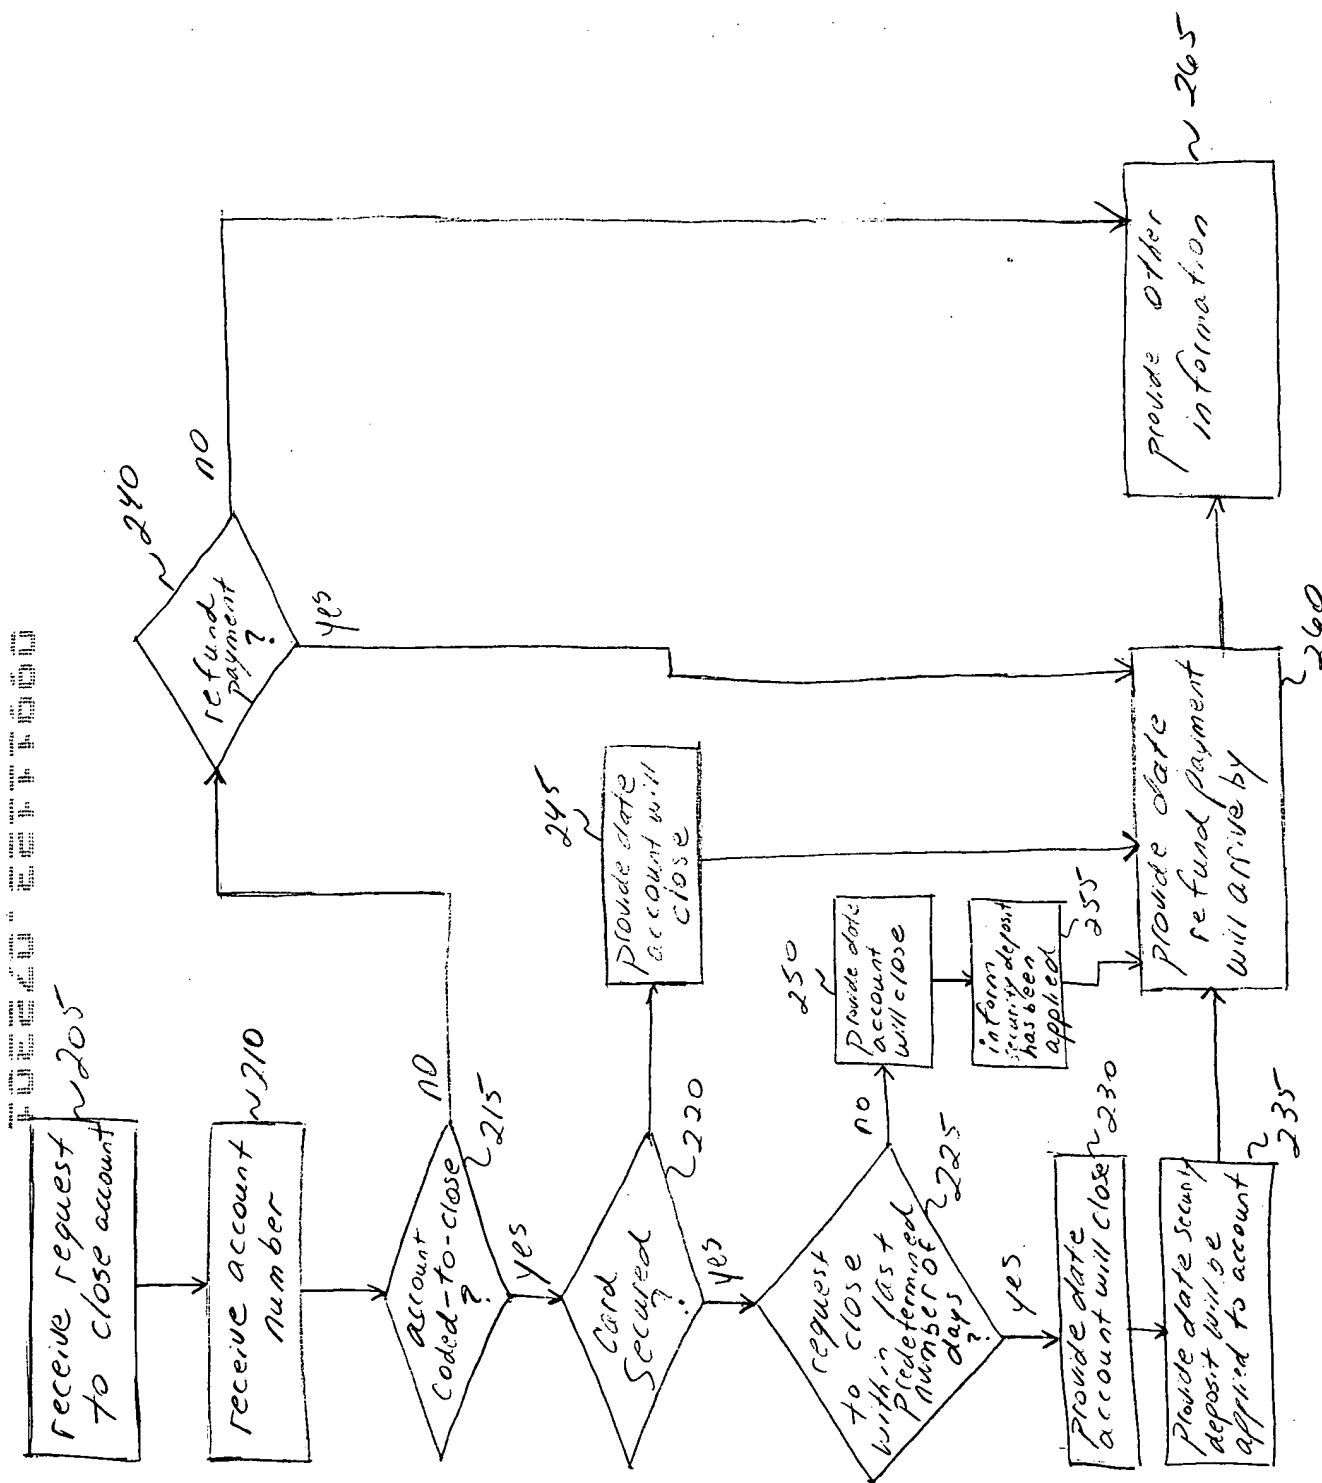 receive request
to close account
205
receive account
number
210
account
coded-to-close
?
215
no
yes
refund
payment
?
240
no
yes
Card
Secured
?
220
yes
provide date
account will
close
245
request
to close
within last
predetermined
number of
days
?
225
no
yes
provide date
account
will close
250
inform
security deposit
has been
applied
255
provide date
account will close
230
provide date security
deposit will be
applied to account
235
provide date
refund payment
will arrive by
260
provide other
information
265